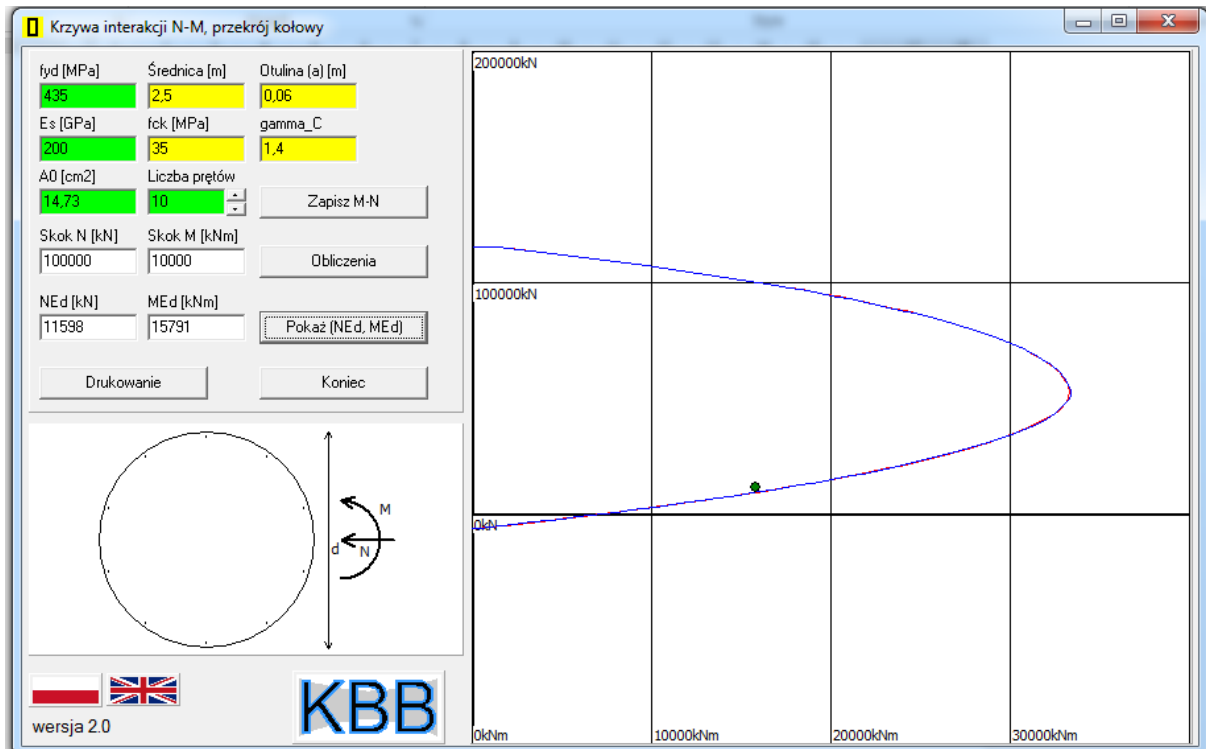 Krzywa interakcji N-M, przekrój kołowy
fyd [MPa] Średnica [m] Otulina (a) [m]
435 2,5 0,06
Es [GPa] fck [MPa] gamma_C
200 35 1,4
A0 [cm2] Liczba prętów
14,73 10 Zapisz M-N
Skok N [kN] Skok M [kNm]
100000 10000 Obliczenia
NEd [kN] MEd [kNm]
11598 15791 Pokaż (NEd, MEd)
Drukowanie Koniec
M
d N
wersja 2.0
KBB
200000kN
100000kN
0kN
0kNm 10000kNm 20000kNm 30000kNm